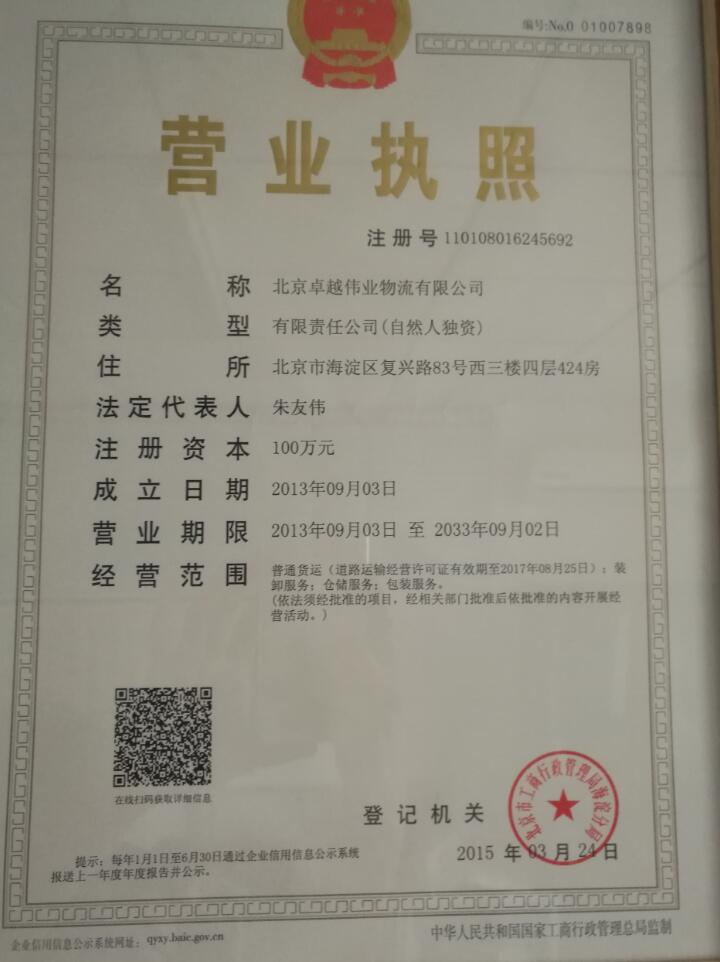 编号:No.0 01007898
营业执照
注册号 110108016245692
名称 北京卓越伟业物流有限公司
类型 有限责任公司(自然人独资)
住所 北京市海淀区复兴路83号西三楼四层424房
法定代表人 朱友伟
注册资本 100万元
成立日期 2013年09月03日
营业期限 2013年09月03日 至 2033年09月02日
经营范围 普通货运（道路运输经营许可证有效期至2017年08月25日）；装
卸服务；仓储服务；包装服务。
(依法须经批准的项目，经相关部门批准后依批准的内容开展经
营活动。)
在线扫码获取详细信息
登记机关
北京市工商行政管理局海淀分局
2015 年 03 月 24 日
提示：每年1月1日至6月30日通过企业信用信息公示系统
报送上一年度年度报告并公示。
企业信用信息公示系统网址： qyxy.baic.gov.cn
中华人民共和国国家工商行政管理总局监制